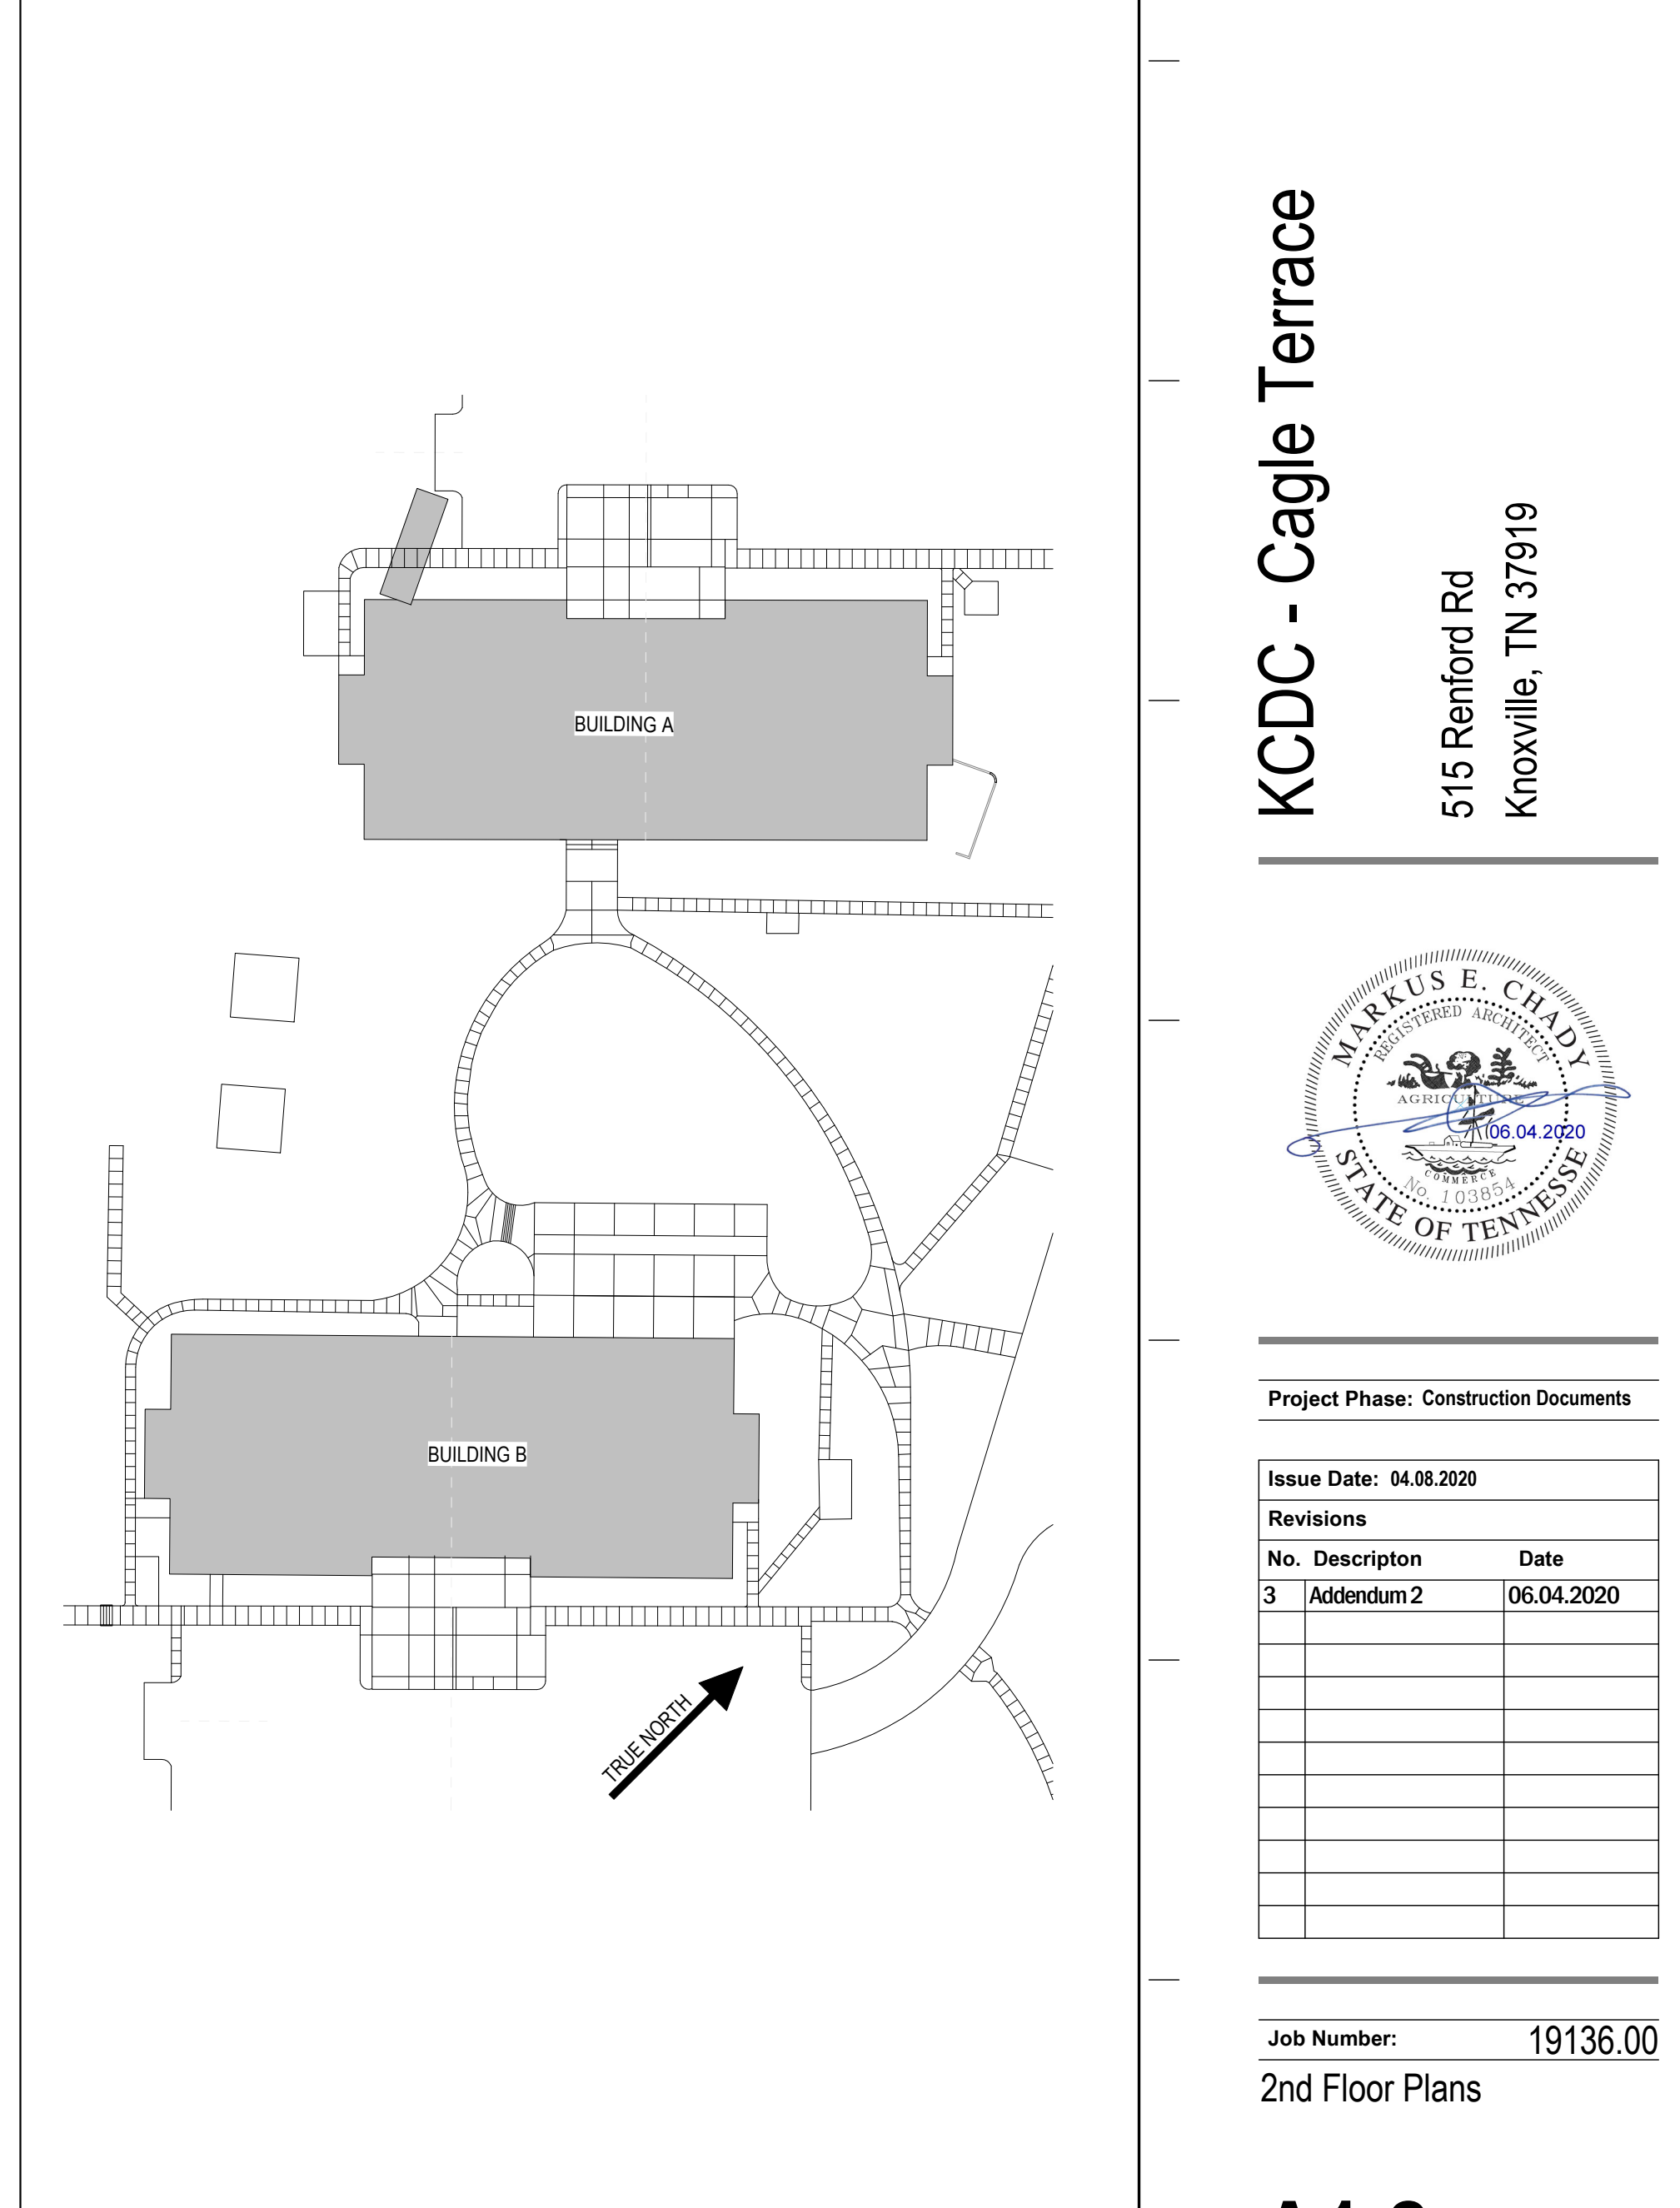 BUILDING A
BUILDING B
TRUE NORTH
KCDC - Cagle Terrace
515 Renford Rd
Knoxville, TN 37919
MARKUS E. CHADY
REGISTERED ARCHITECT
AGRICULTURE
06.04.2020
COMMERCE
No. 103854
STATE OF TENNESSEE
Project Phase: Construction Documents
Issue Date: 04.08.2020
Revisions
No. Descripton Date
3 Addendum 2 06.04.2020
Job Number: 19136.00
2nd Floor Plans